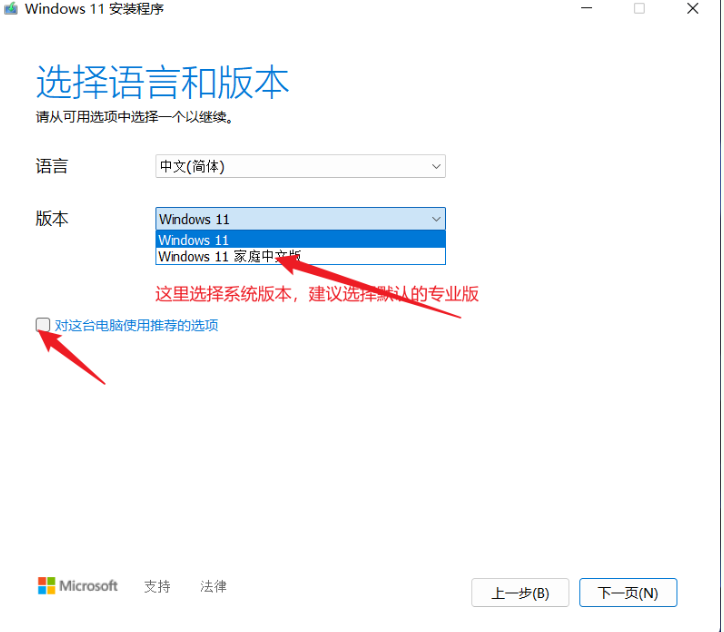 Windows 11 安装程序
选择语言和版本
请从可用选项中选择一个以继续。
语言 中文(简体)
版本 Windows 11
Windows 11
Windows 11 家庭中文版
这里选择系统版本，建议选择默认的专业版
对这台电脑使用推荐的选项
Microsoft 支持 法律 上一步(B) 下一页(N)